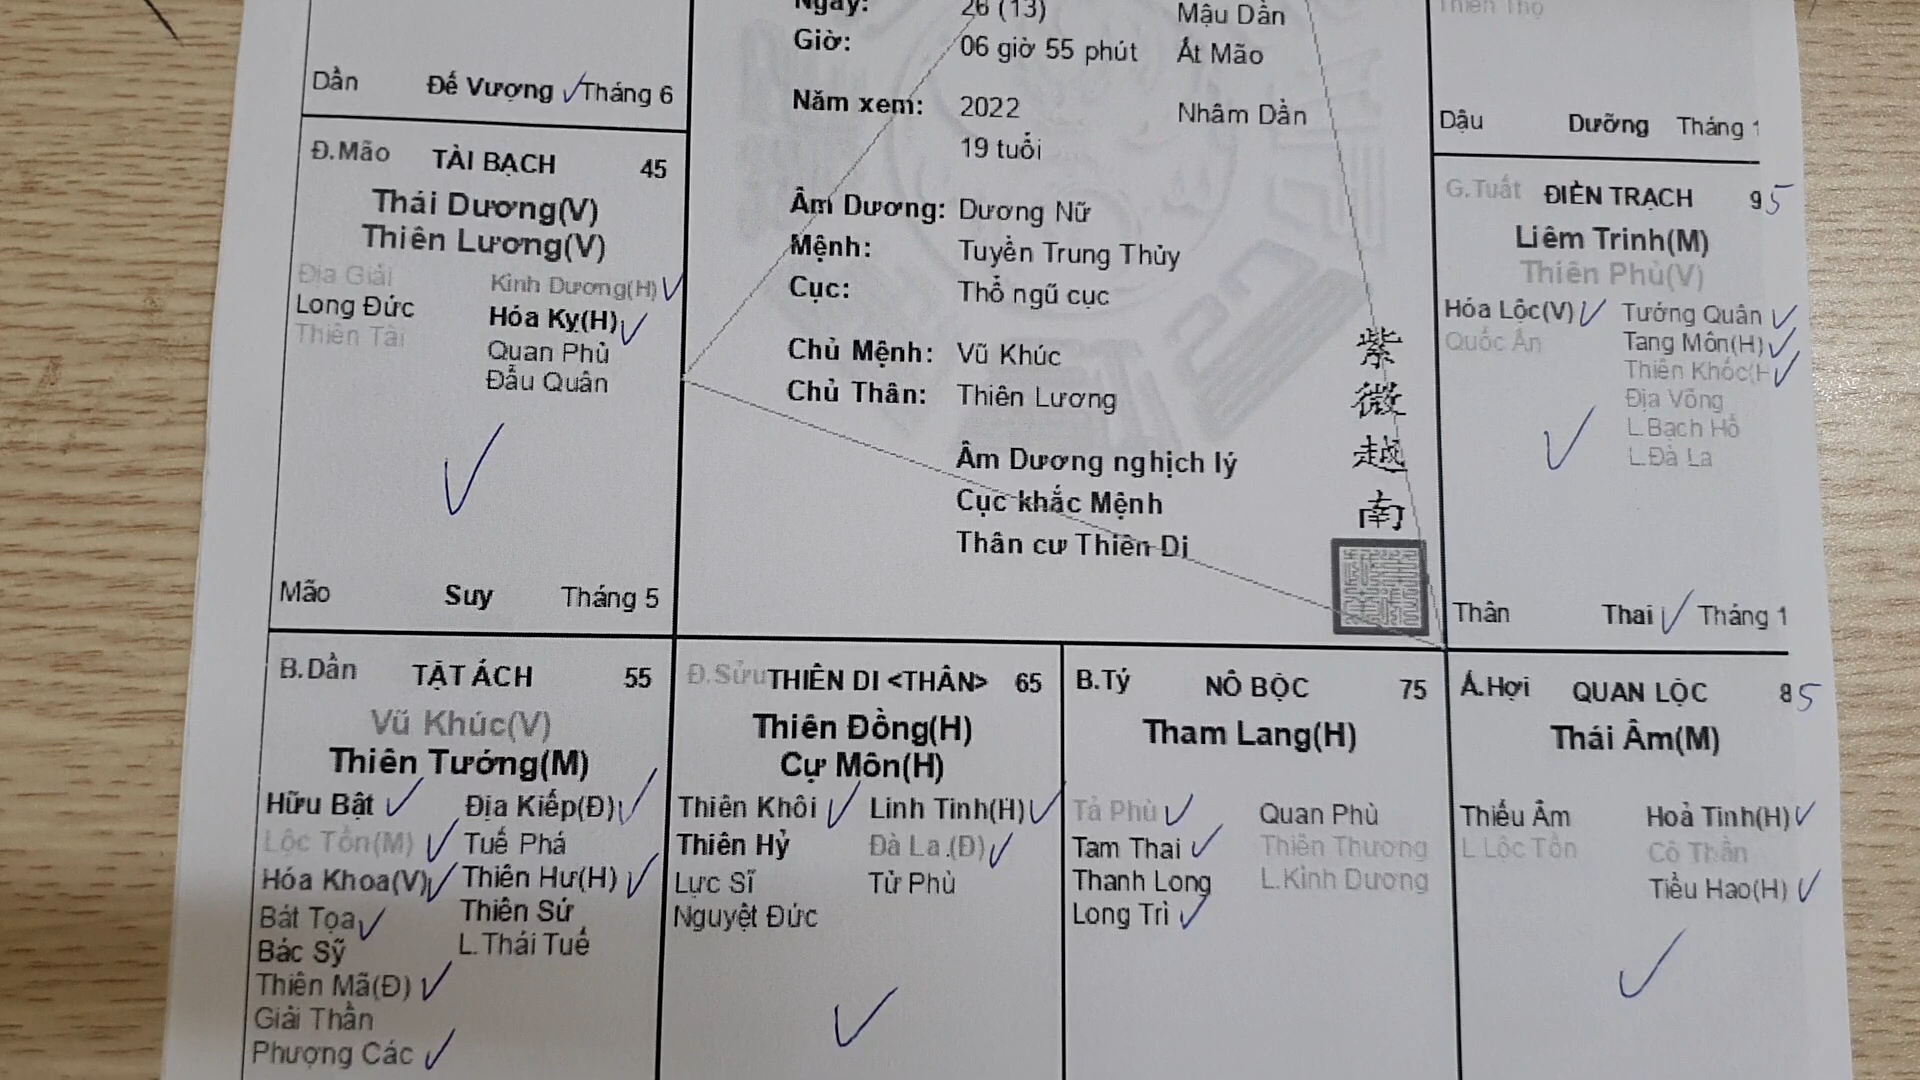 Dần Đế Vượng Tháng 6
Ngày: 26 (13) Mậu Dần
Giờ: 06 giờ 55 phút Ất Mão
Năm xem: 2022 Nhâm Dần
19 tuổi
Âm Dương: Dương Nữ
Mệnh: Tuyền Trung Thủy
Cục: Thổ ngũ cục
Chủ Mệnh: Vũ Khúc
Chủ Thân: Thiên Lương
Âm Dương nghịch lý
Cục khắc Mệnh
Thân cư Thiên Di
紫
微
越
南
Thiên Thọ
Dậu Dưỡng Tháng 1
Đ.Mão TÀI BẠCH 45
Thái Dương(V)
Thiên Lương(V)
Địa Giải Kình Dương(H)
Long Đức Hóa Kỵ(H)
Thiên Tài Quan Phủ
Đẩu Quân
Mão Suy Tháng 5
G.Tuất ĐIỀN TRẠCH 95
Liêm Trinh(M)
Thiên Phủ(V)
Hóa Lộc(V) Tướng Quân
Quốc Ấn Tang Môn(H)
Thiên Khốc(H
Địa Võng
L.Bạch Hổ
L.Đà La
Thân Thai Tháng 1
B.Dần TẬT ÁCH 55
Vũ Khúc(V)
Thiên Tướng(M)
Hữu Bật Địa Kiếp(Đ)
Lộc Tồn(M) Tuế Phá
Hóa Khoa(V) Thiên Hư(H)
Bát Tọa Thiên Sứ
Bác Sỹ L.Thái Tuế
Thiên Mã(Đ)
Giải Thần
Phượng Các
Đ.Sửu THIÊN DI <THÂN> 65
Thiên Đồng(H)
Cự Môn(H)
Thiên Khôi Linh Tinh(H)
Thiên Hỷ Đà La.(Đ)
Lực Sĩ Tử Phù
Nguyệt Đức
B.Tý NÔ BỘC 75
Tham Lang(H)
Tả Phù Quan Phù
Tam Thai Thiên Thương
Thanh Long L.Kình Dương
Long Trì
Ấ.Hợi QUAN LỘC 85
Thái Âm(M)
Thiếu Âm Hoả Tinh(H)
L Lộc Tồn Cô Thần
Tiểu Hao(H)